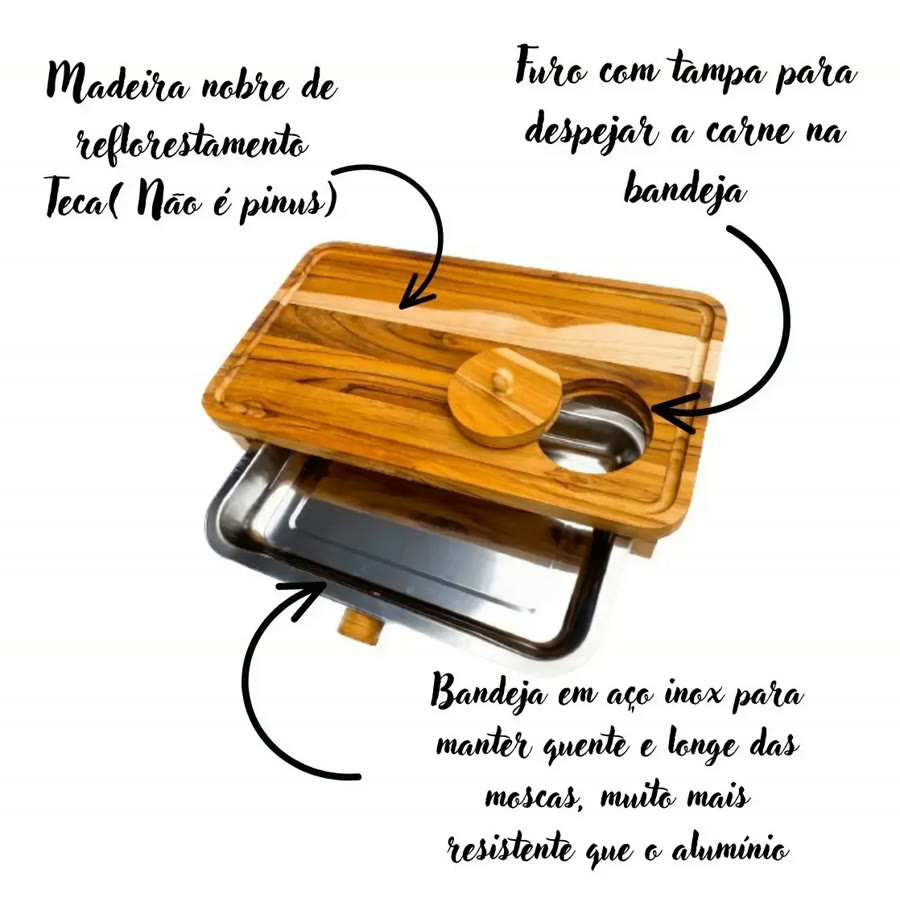 Madeira nobre de
reflorestamento
Teca( Não é pinus)
Furo com tampa para
despejar a carne na
bandeja
Bandeja em aço inox para
manter quente e longe das
moscas, muito mais
resistente que o alumínio